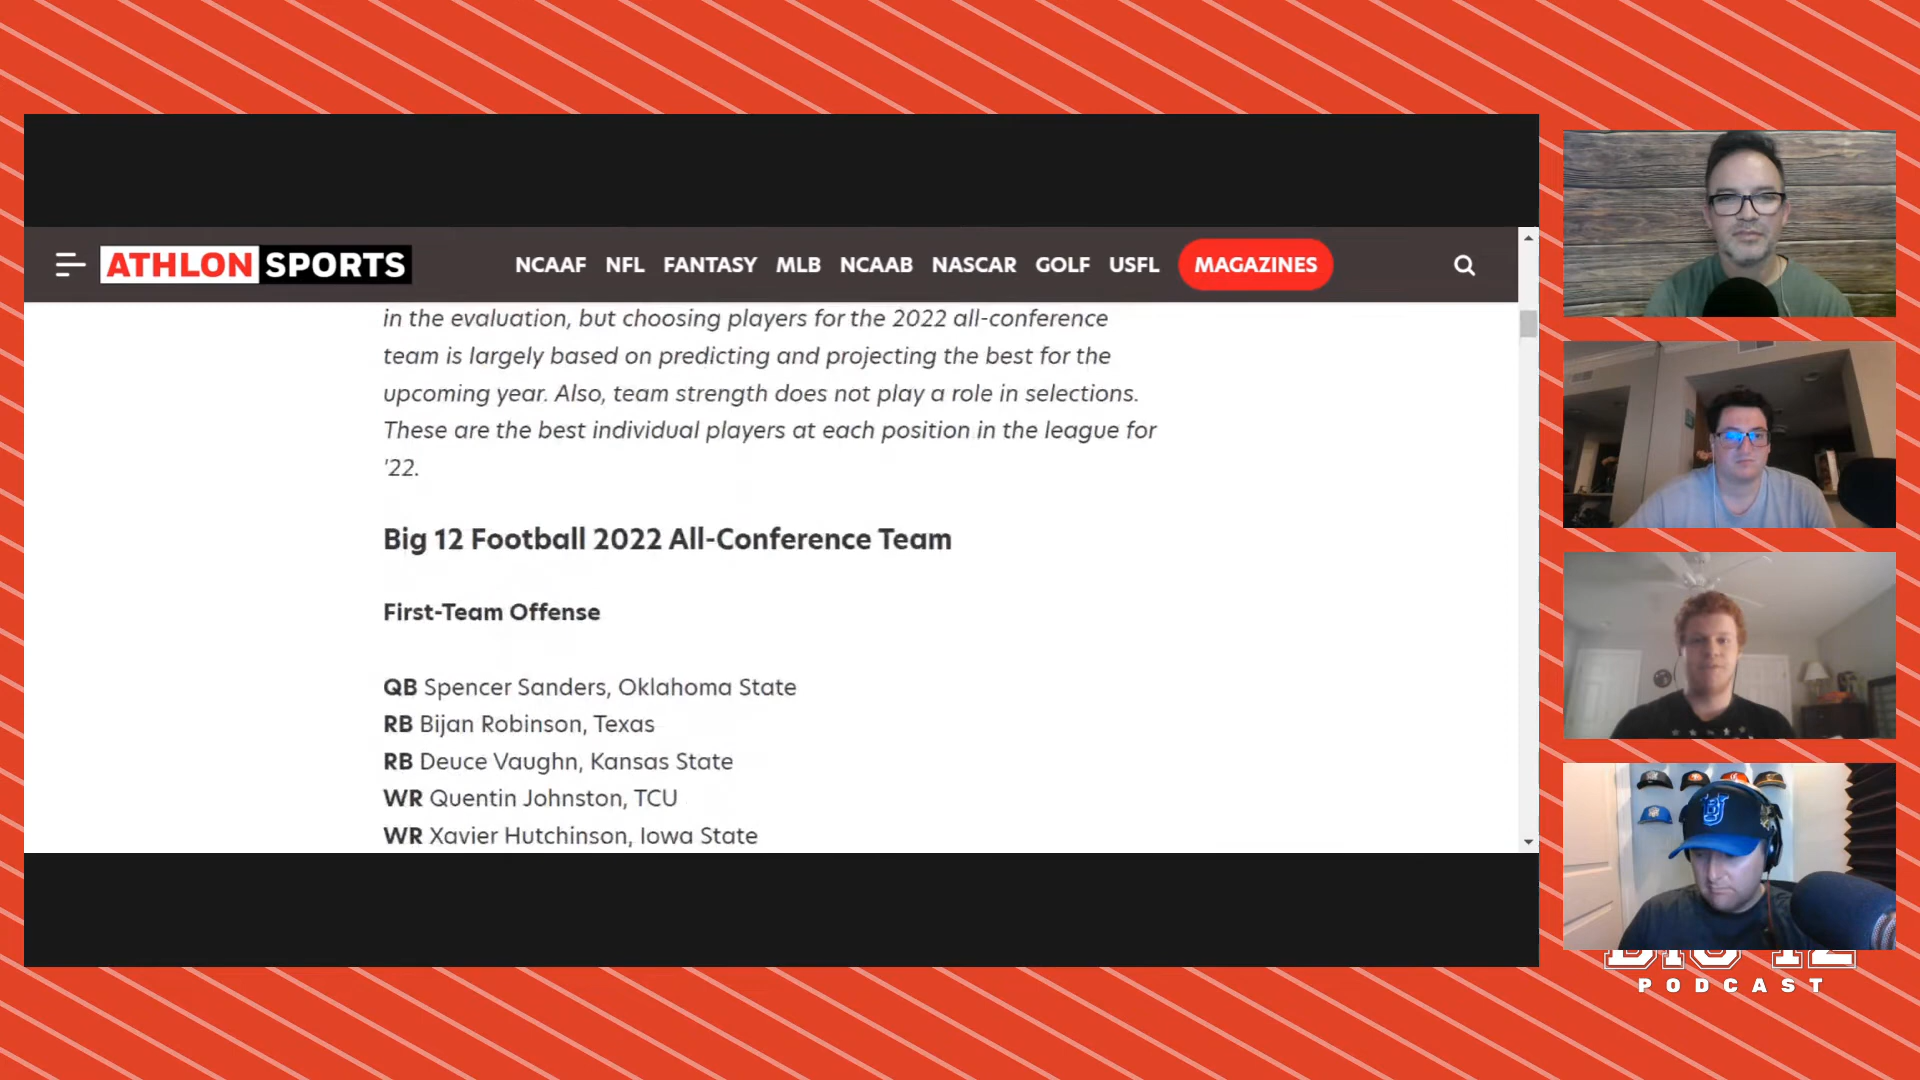 ATHLON SPORTS
NCAAF NFL FANTASY MLB NCAAB NASCAR GOLF USFL MAGAZINES
in the evaluation, but choosing players for the 2022 all-conference
team is largely based on predicting and projecting the best for the
upcoming year. Also, team strength does not play a role in selections.
These are the best individual players at each position in the league for
'22.
Big 12 Football 2022 All-Conference Team
First-Team Offense
QB Spencer Sanders, Oklahoma State
RB Bijan Robinson, Texas
RB Deuce Vaughn, Kansas State
WR Quentin Johnston, TCU
WR Xavier Hutchinson, Iowa State
BIG 12
PODCAST